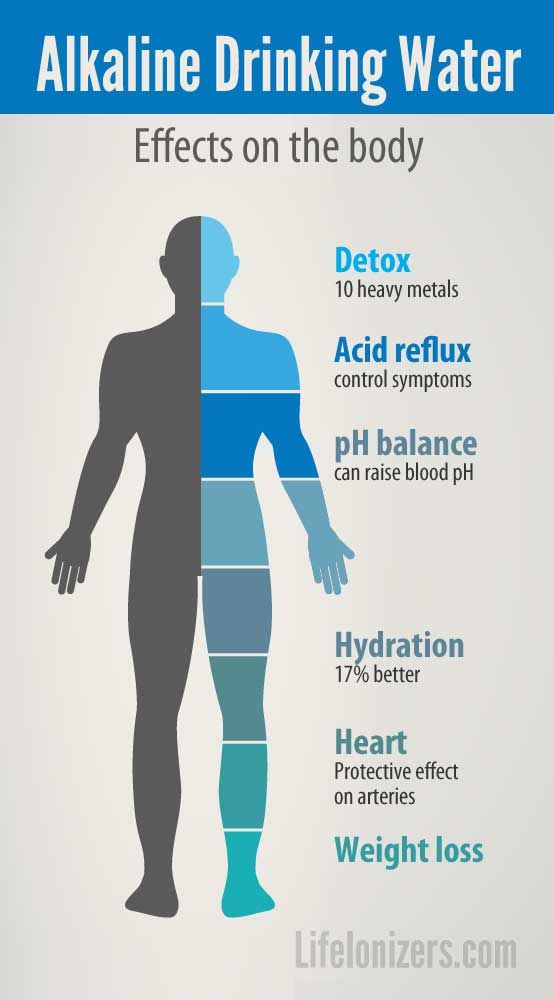 Alkaline Drinking Water
Effects on the body
Detox
10 heavy metals
Acid reflux
control symptoms
pH balance
can raise blood pH
Hydration
17% better
Heart
Protective effect
on arteries
Weight loss
LifeIonizers.com